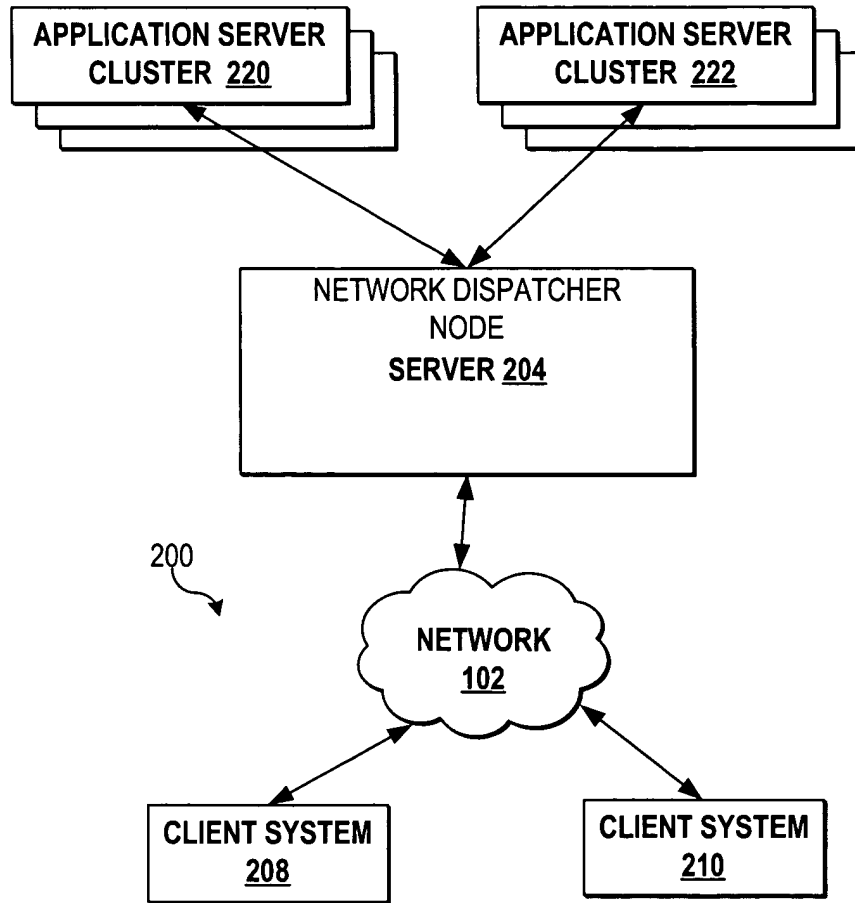 APPLICATION SERVER
CLUSTER 220
APPLICATION SERVER
CLUSTER 222
NETWORK DISPATCHER
NODE
SERVER 204
200
NETWORK
102
CLIENT SYSTEM
208
CLIENT SYSTEM
210